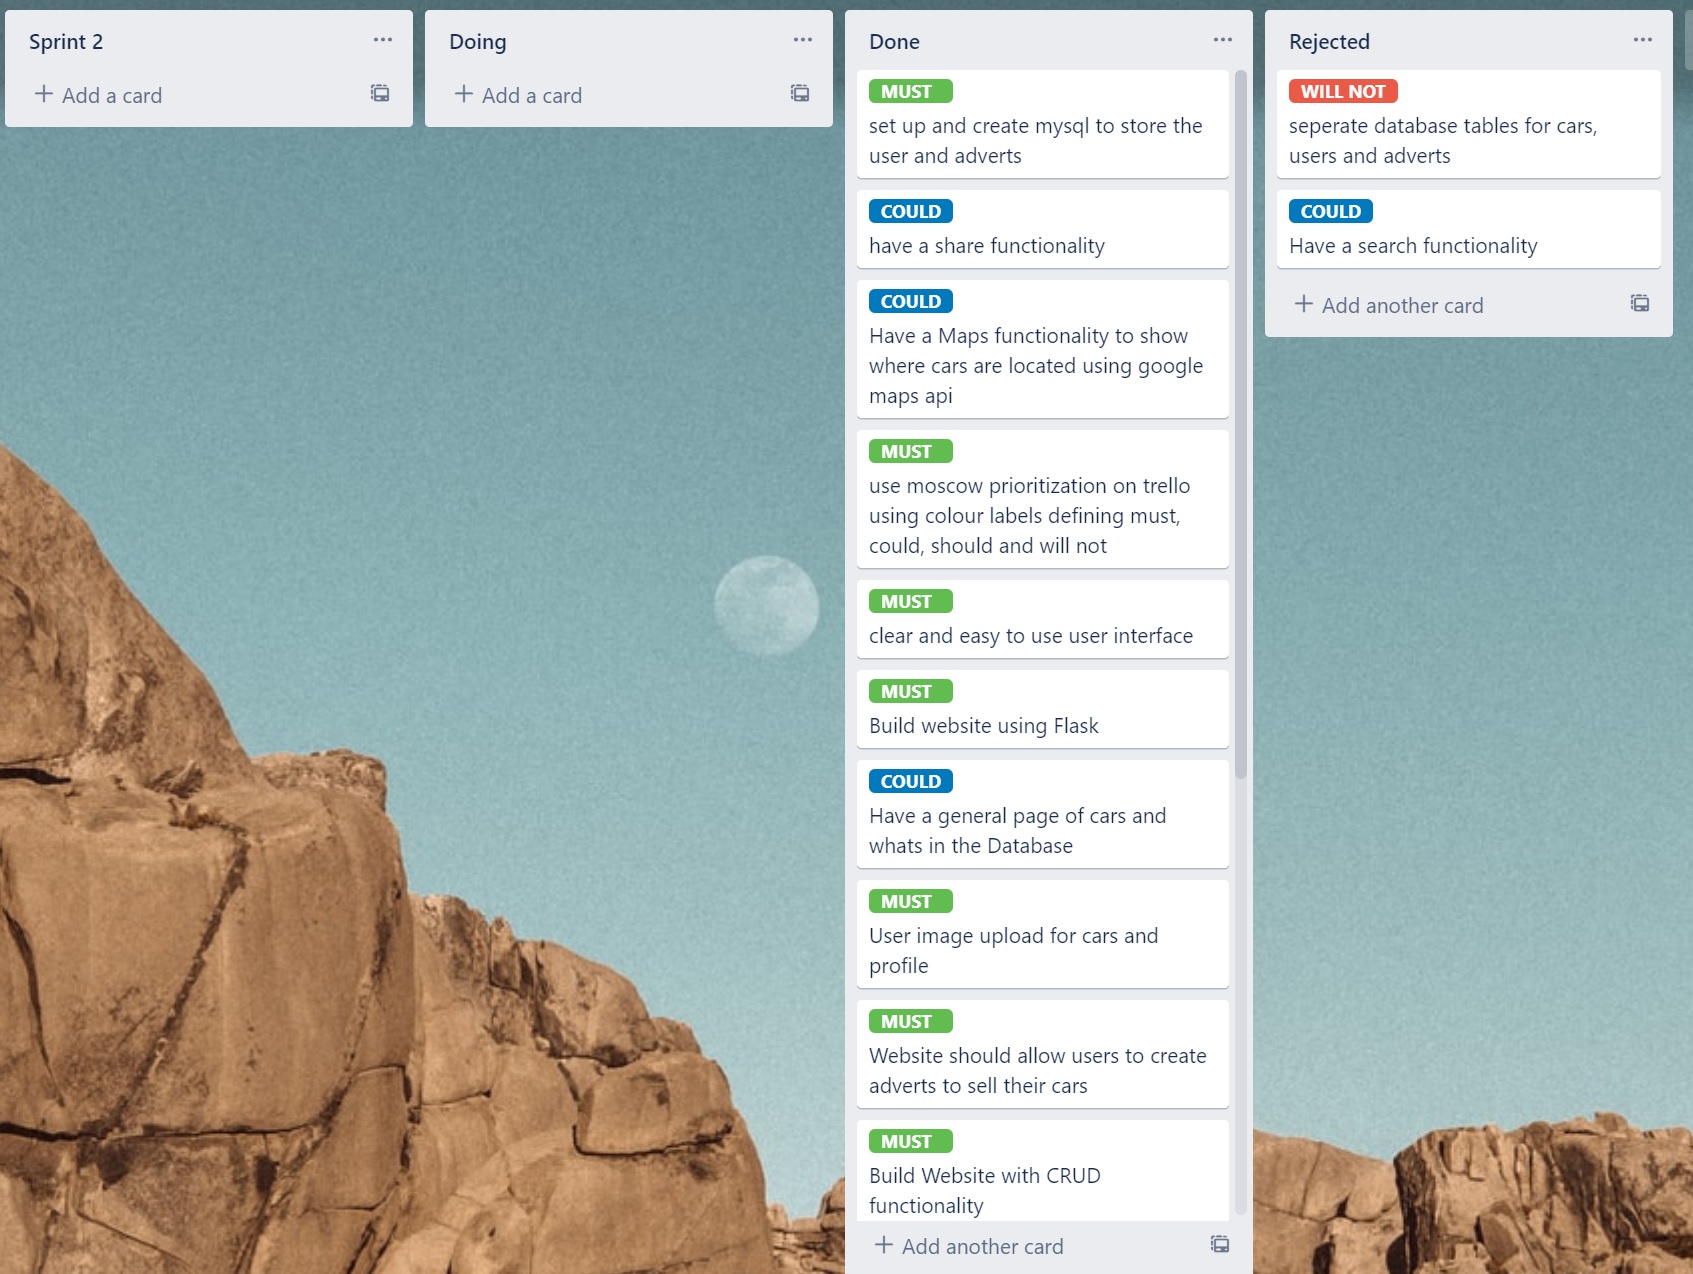 Sprint 2
Add a card
Doing
Add a card
Done
MUST
set up and create mysql to store the
user and adverts
COULD
have a share functionality
COULD
Have a Maps functionality to show
where cars are located using google
maps api
MUST
use moscow prioritization on trello
using colour labels defining must,
could, should and will not
MUST
clear and easy to use user interface
MUST
Build website using Flask
COULD
Have a general page of cars and
whats in the Database
MUST
User image upload for cars and
profile
MUST
Website should allow users to create
adverts to sell their cars
MUST
Build Website with CRUD
functionality
Add another card
Rejected
WILL NOT
seperate database tables for cars,
users and adverts
COULD
Have a search functionality
Add another card